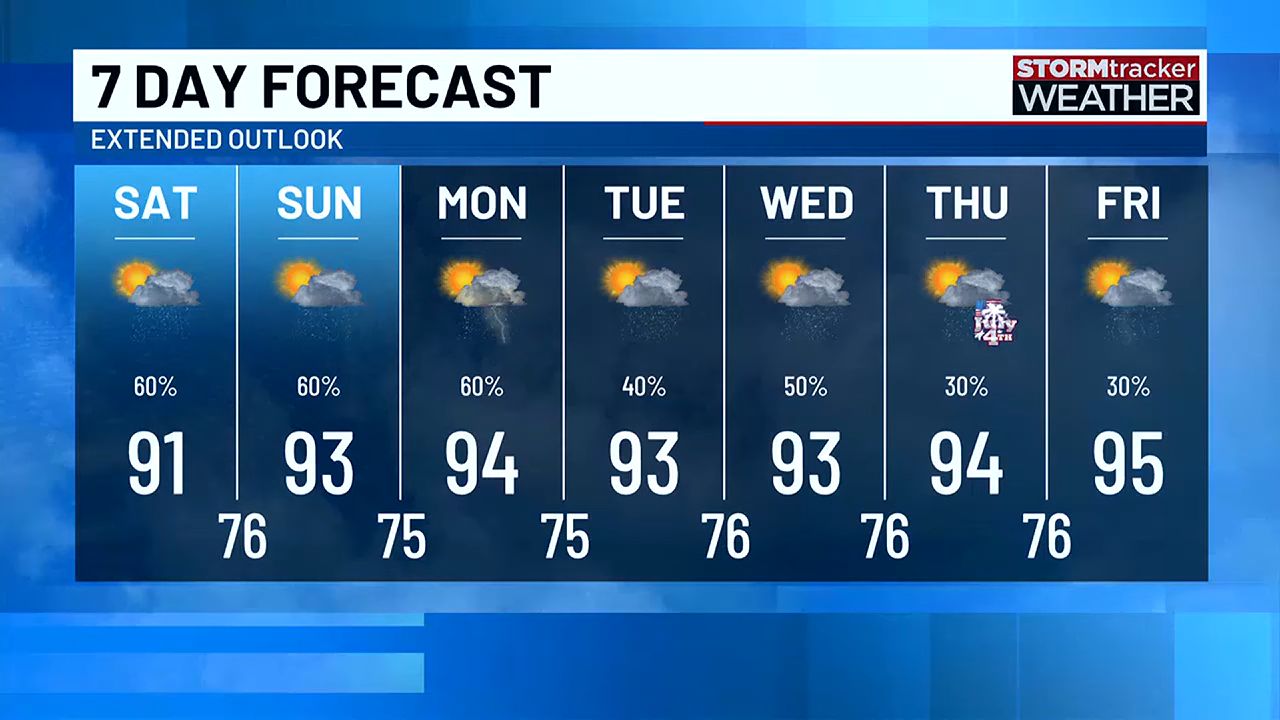 7 DAY FORECAST
STORMtracker
WEATHER
EXTENDED OUTLOOK
SAT SUN MON TUE WED THU FRI
July
4TH
60% 60% 60% 40% 50% 30% 30%
91 93 94 93 93 94 95
76 75 75 76 76 76